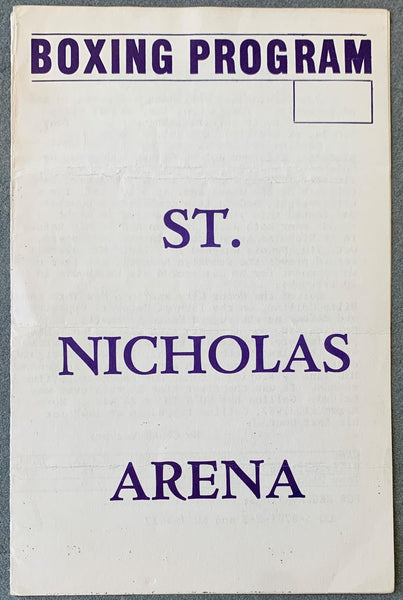 BOXING PROGRAM
ST.
NICHOLAS
ARENA